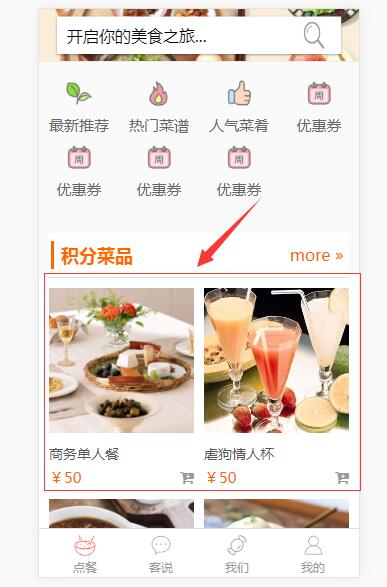 开启你的美食之旅...
最新推荐 热门菜谱 人气菜肴 优惠券
周
周 周 周
优惠券 优惠券 优惠券
积分菜品 more »
商务单人餐 虐狗情人杯
￥50 ￥50
点餐 客说 我们 我的